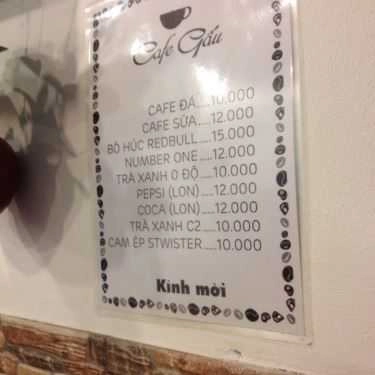 Cafe Gấu
CAFE ĐÁ.....10.000
CAFE SỮA.....12.000
BÒ HÚC REDBULL.....15.000
NUMBER ONE.....12.000
TRÀ XANH 0 ĐỘ.....10.000
PEPSI (LON).....12.000
COCA (LON).....12.000
TRÀ XANH C2.....10.000
CAM ÉP STWISTER.....10.000
Kính mời